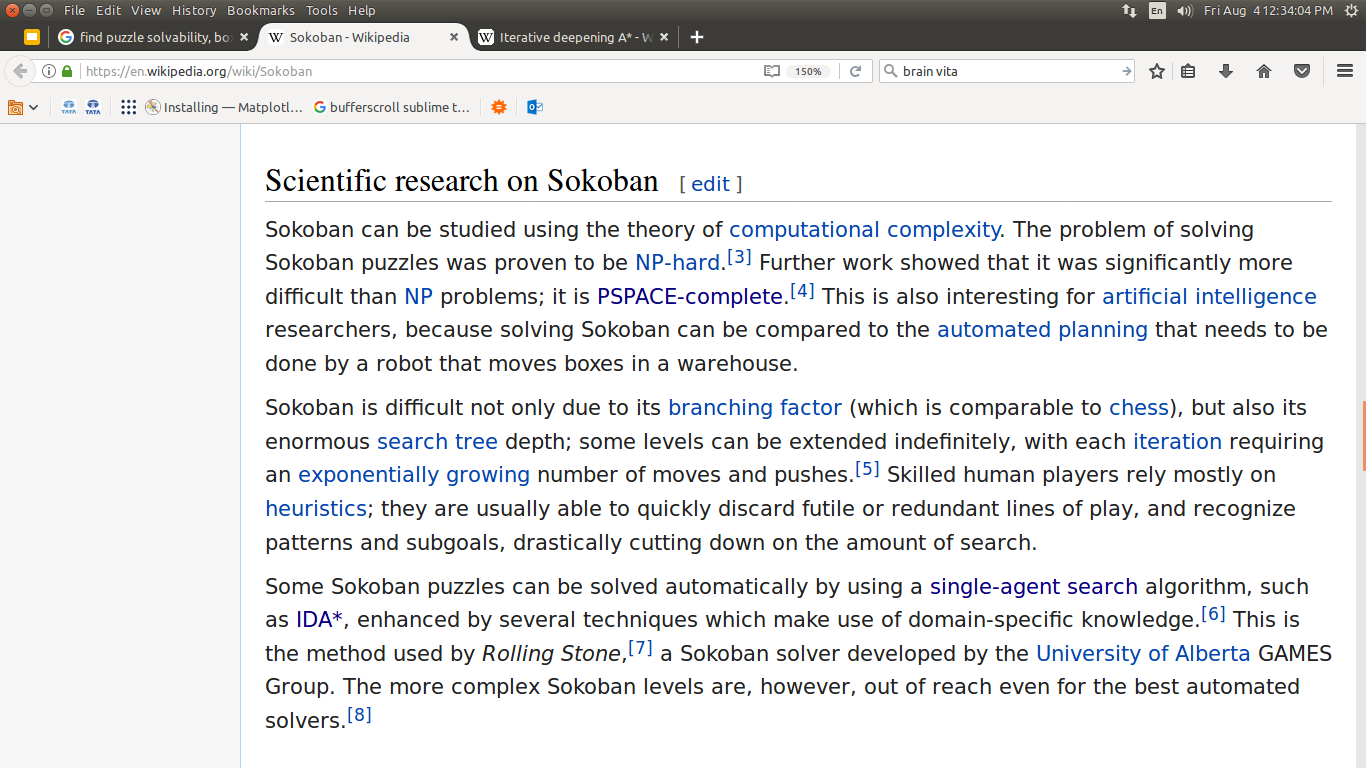 File Edit View History Bookmarks Tools Help
En
Fri Aug 4 12:34:04 PM
find puzzle solvability, bo
W Sokoban - Wikipedia
W Iterative deepening A* - W
https://en.wikipedia.org/wiki/Sokoban
150%
brain vita
TATA
TATA
Installing — Matplotl...
G bufferscroll sublime t...
Scientific research on Sokoban [ edit ]
Sokoban can be studied using the theory of computational complexity. The problem of solving
Sokoban puzzles was proven to be NP-hard.[3] Further work showed that it was significantly more
difficult than NP problems; it is PSPACE-complete.[4] This is also interesting for artificial intelligence
researchers, because solving Sokoban can be compared to the automated planning that needs to be
done by a robot that moves boxes in a warehouse.
Sokoban is difficult not only due to its branching factor (which is comparable to chess), but also its
enormous search tree depth; some levels can be extended indefinitely, with each iteration requiring
an exponentially growing number of moves and pushes.[5] Skilled human players rely mostly on
heuristics; they are usually able to quickly discard futile or redundant lines of play, and recognize
patterns and subgoals, drastically cutting down on the amount of search.
Some Sokoban puzzles can be solved automatically by using a single-agent search algorithm, such
as IDA*, enhanced by several techniques which make use of domain-specific knowledge.[6] This is
the method used by Rolling Stone,[7] a Sokoban solver developed by the University of Alberta GAMES
Group. The more complex Sokoban levels are, however, out of reach even for the best automated
solvers.[8]